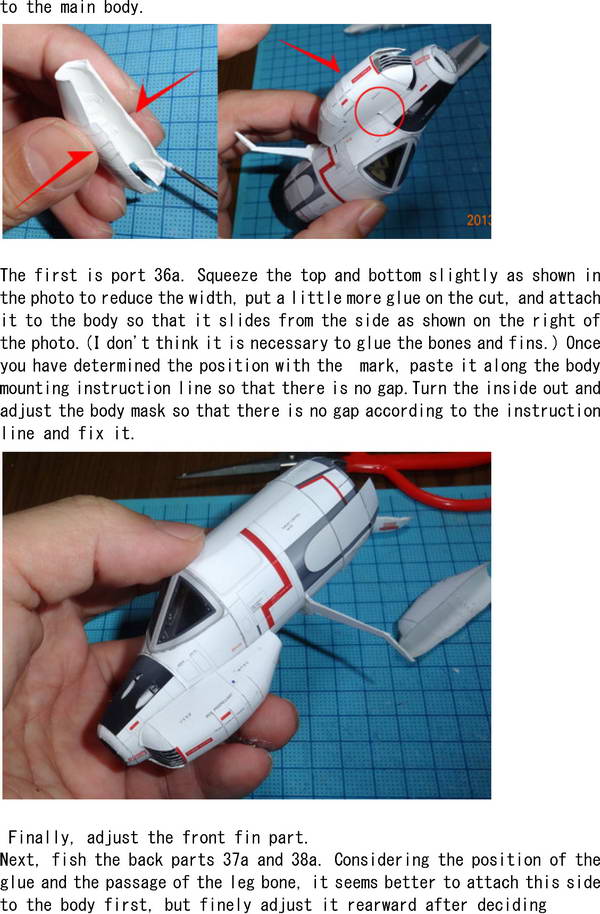 to the main body.
2013
The first is port 36a. Squeeze the top and bottom slightly as shown in
the photo to reduce the width, put a little more glue on the cut, and attach
it to the body so that it slides from the side as shown on the right of
the photo.(I don't think it is necessary to glue the bones and fins.) Once
you have determined the position with the  mark, paste it along the body
mounting instruction line so that there is no gap.Turn the inside out and
adjust the body mask so that there is no gap according to the instruction
line and fix it.
Finally, adjust the front fin part.
Next, fish the back parts 37a and 38a. Considering the position of the
glue and the passage of the leg bone, it seems better to attach this side
to the body first, but finely adjust it rearward after deciding